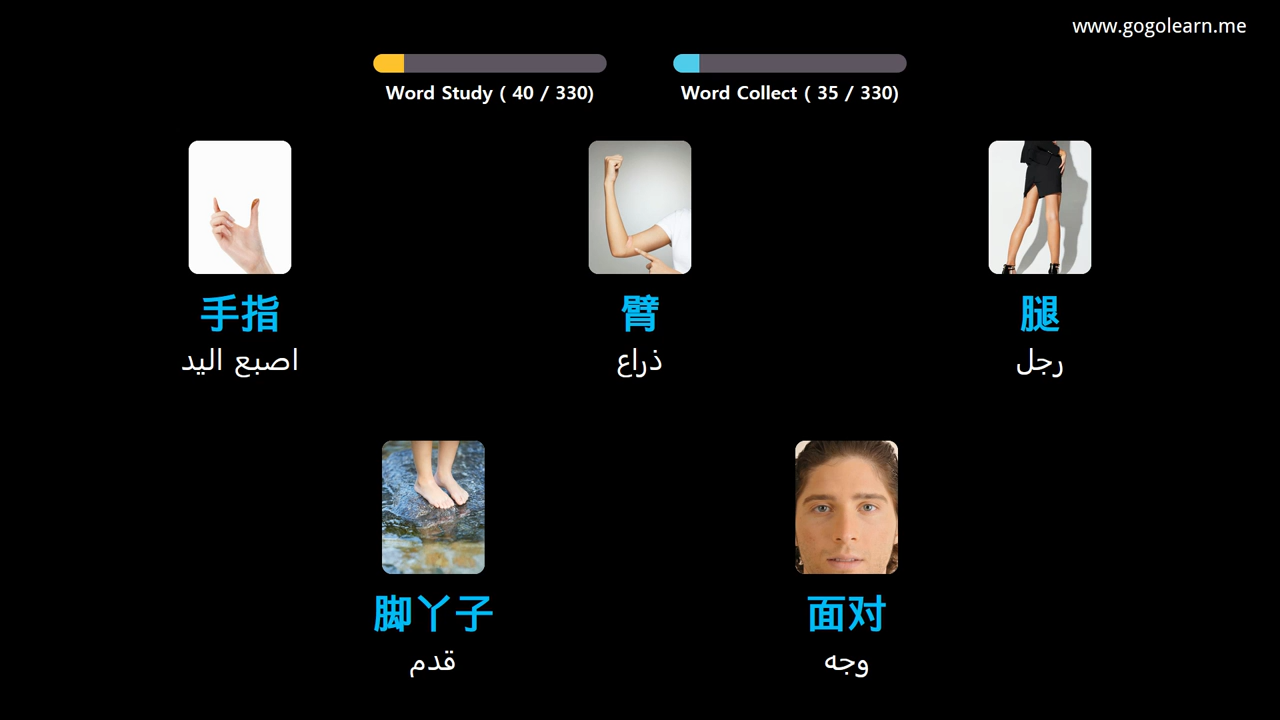 www.gogolearn.me
Word Study ( 40 / 330)
Word Collect ( 35 / 330)
手指
اصبع اليد
臂
ذراع
腿
رجل
脚丫子
قدم
面对
وجه